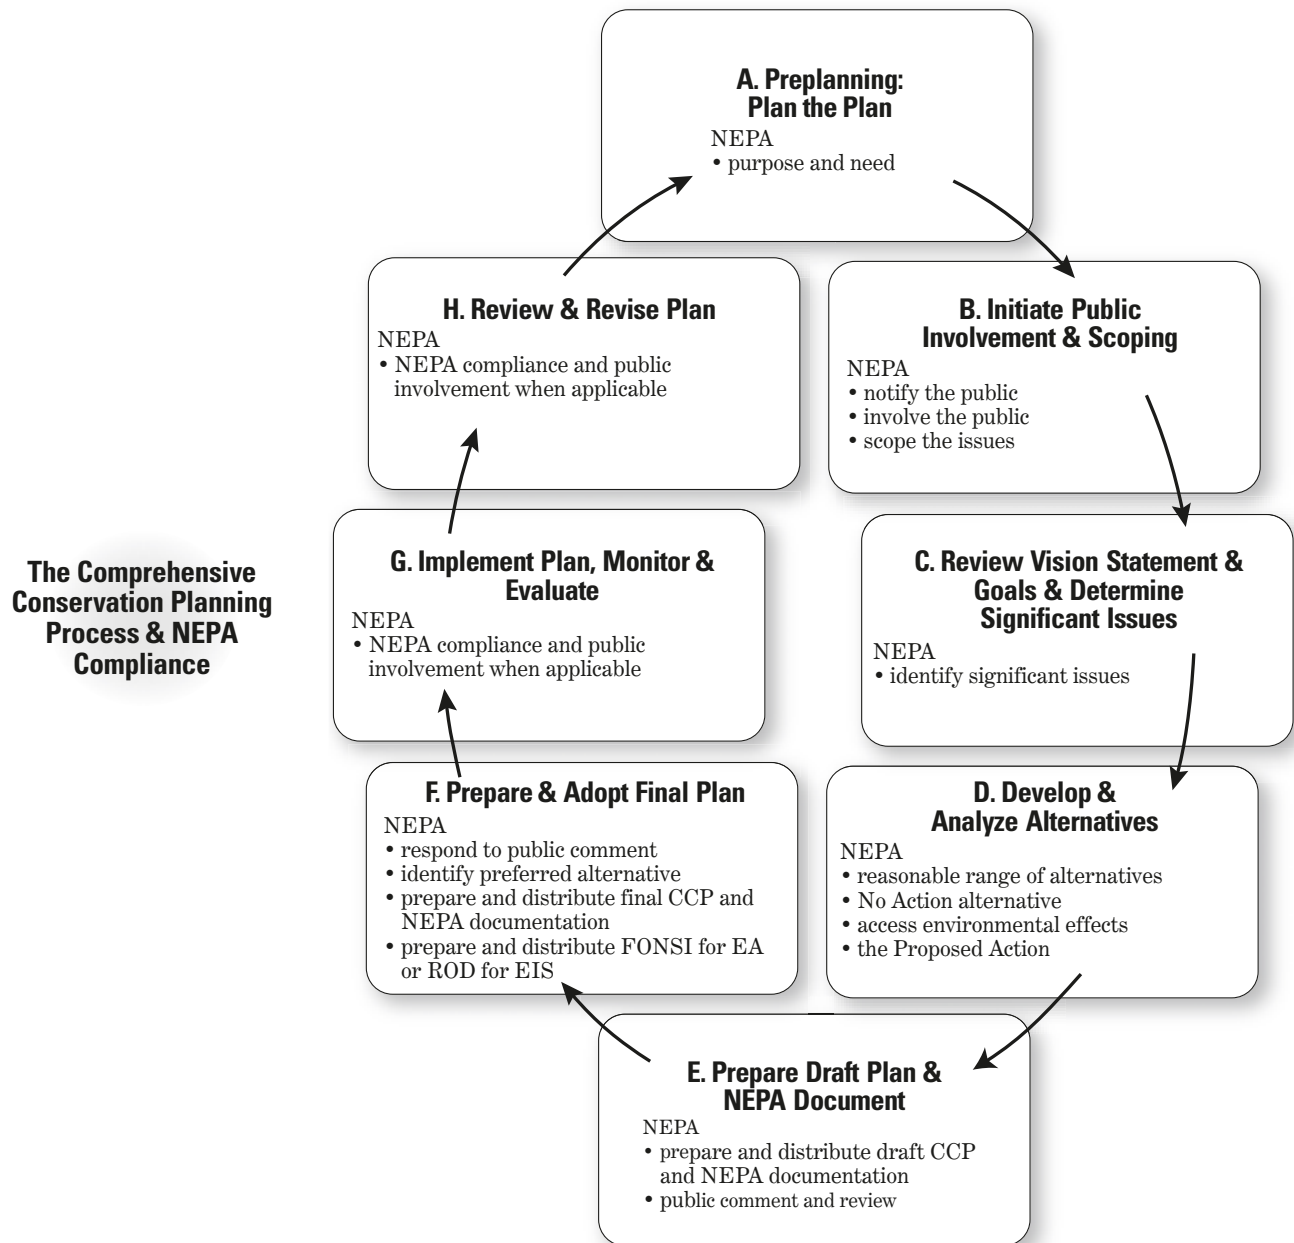 A. Preplanning:
Plan the Plan
NEPA
• purpose and need
B. Initiate Public
Involvement & Scoping
NEPA
• notify the public
• involve the public
• scope the issues
C. Review Vision Statement &
Goals & Determine
Significant Issues
NEPA
• identify significant issues
D. Develop &
Analyze Alternatives
NEPA
• reasonable range of alternatives
• No Action alternative
• access environmental effects
• the Proposed Action
E. Prepare Draft Plan &
NEPA Document
NEPA
• prepare and distribute draft CCP
and NEPA documentation
• public comment and review
F. Prepare & Adopt Final Plan
NEPA
• respond to public comment
• identify preferred alternative
• prepare and distribute final CCP and
NEPA documentation
• prepare and distribute FONSI for EA
or ROD for EIS
G. Implement Plan, Monitor &
Evaluate
NEPA
• NEPA compliance and public
involvement when applicable
H. Review & Revise Plan
NEPA
• NEPA compliance and public
involvement when applicable
The Comprehensive
Conservation Planning
Process & NEPA
Compliance